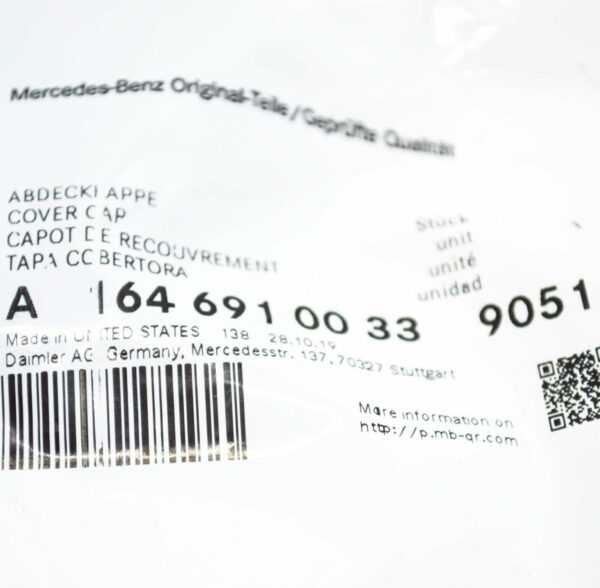 Mercedes-Benz Original-Teile / Geprüfte Qualität
ABDECKKAPPE
COVER CAP
CAPOT DE RECOUVREMENT
TAPA COBERTORA
Stück
unit
unité
unidad
A 164 691 00 33 9051
Made in UNITED STATES 138 28.10.19
Daimler AG, Germany, Mercedesstr. 137, 70327 Stuttgart
More information on
http://p.mb-qr.com